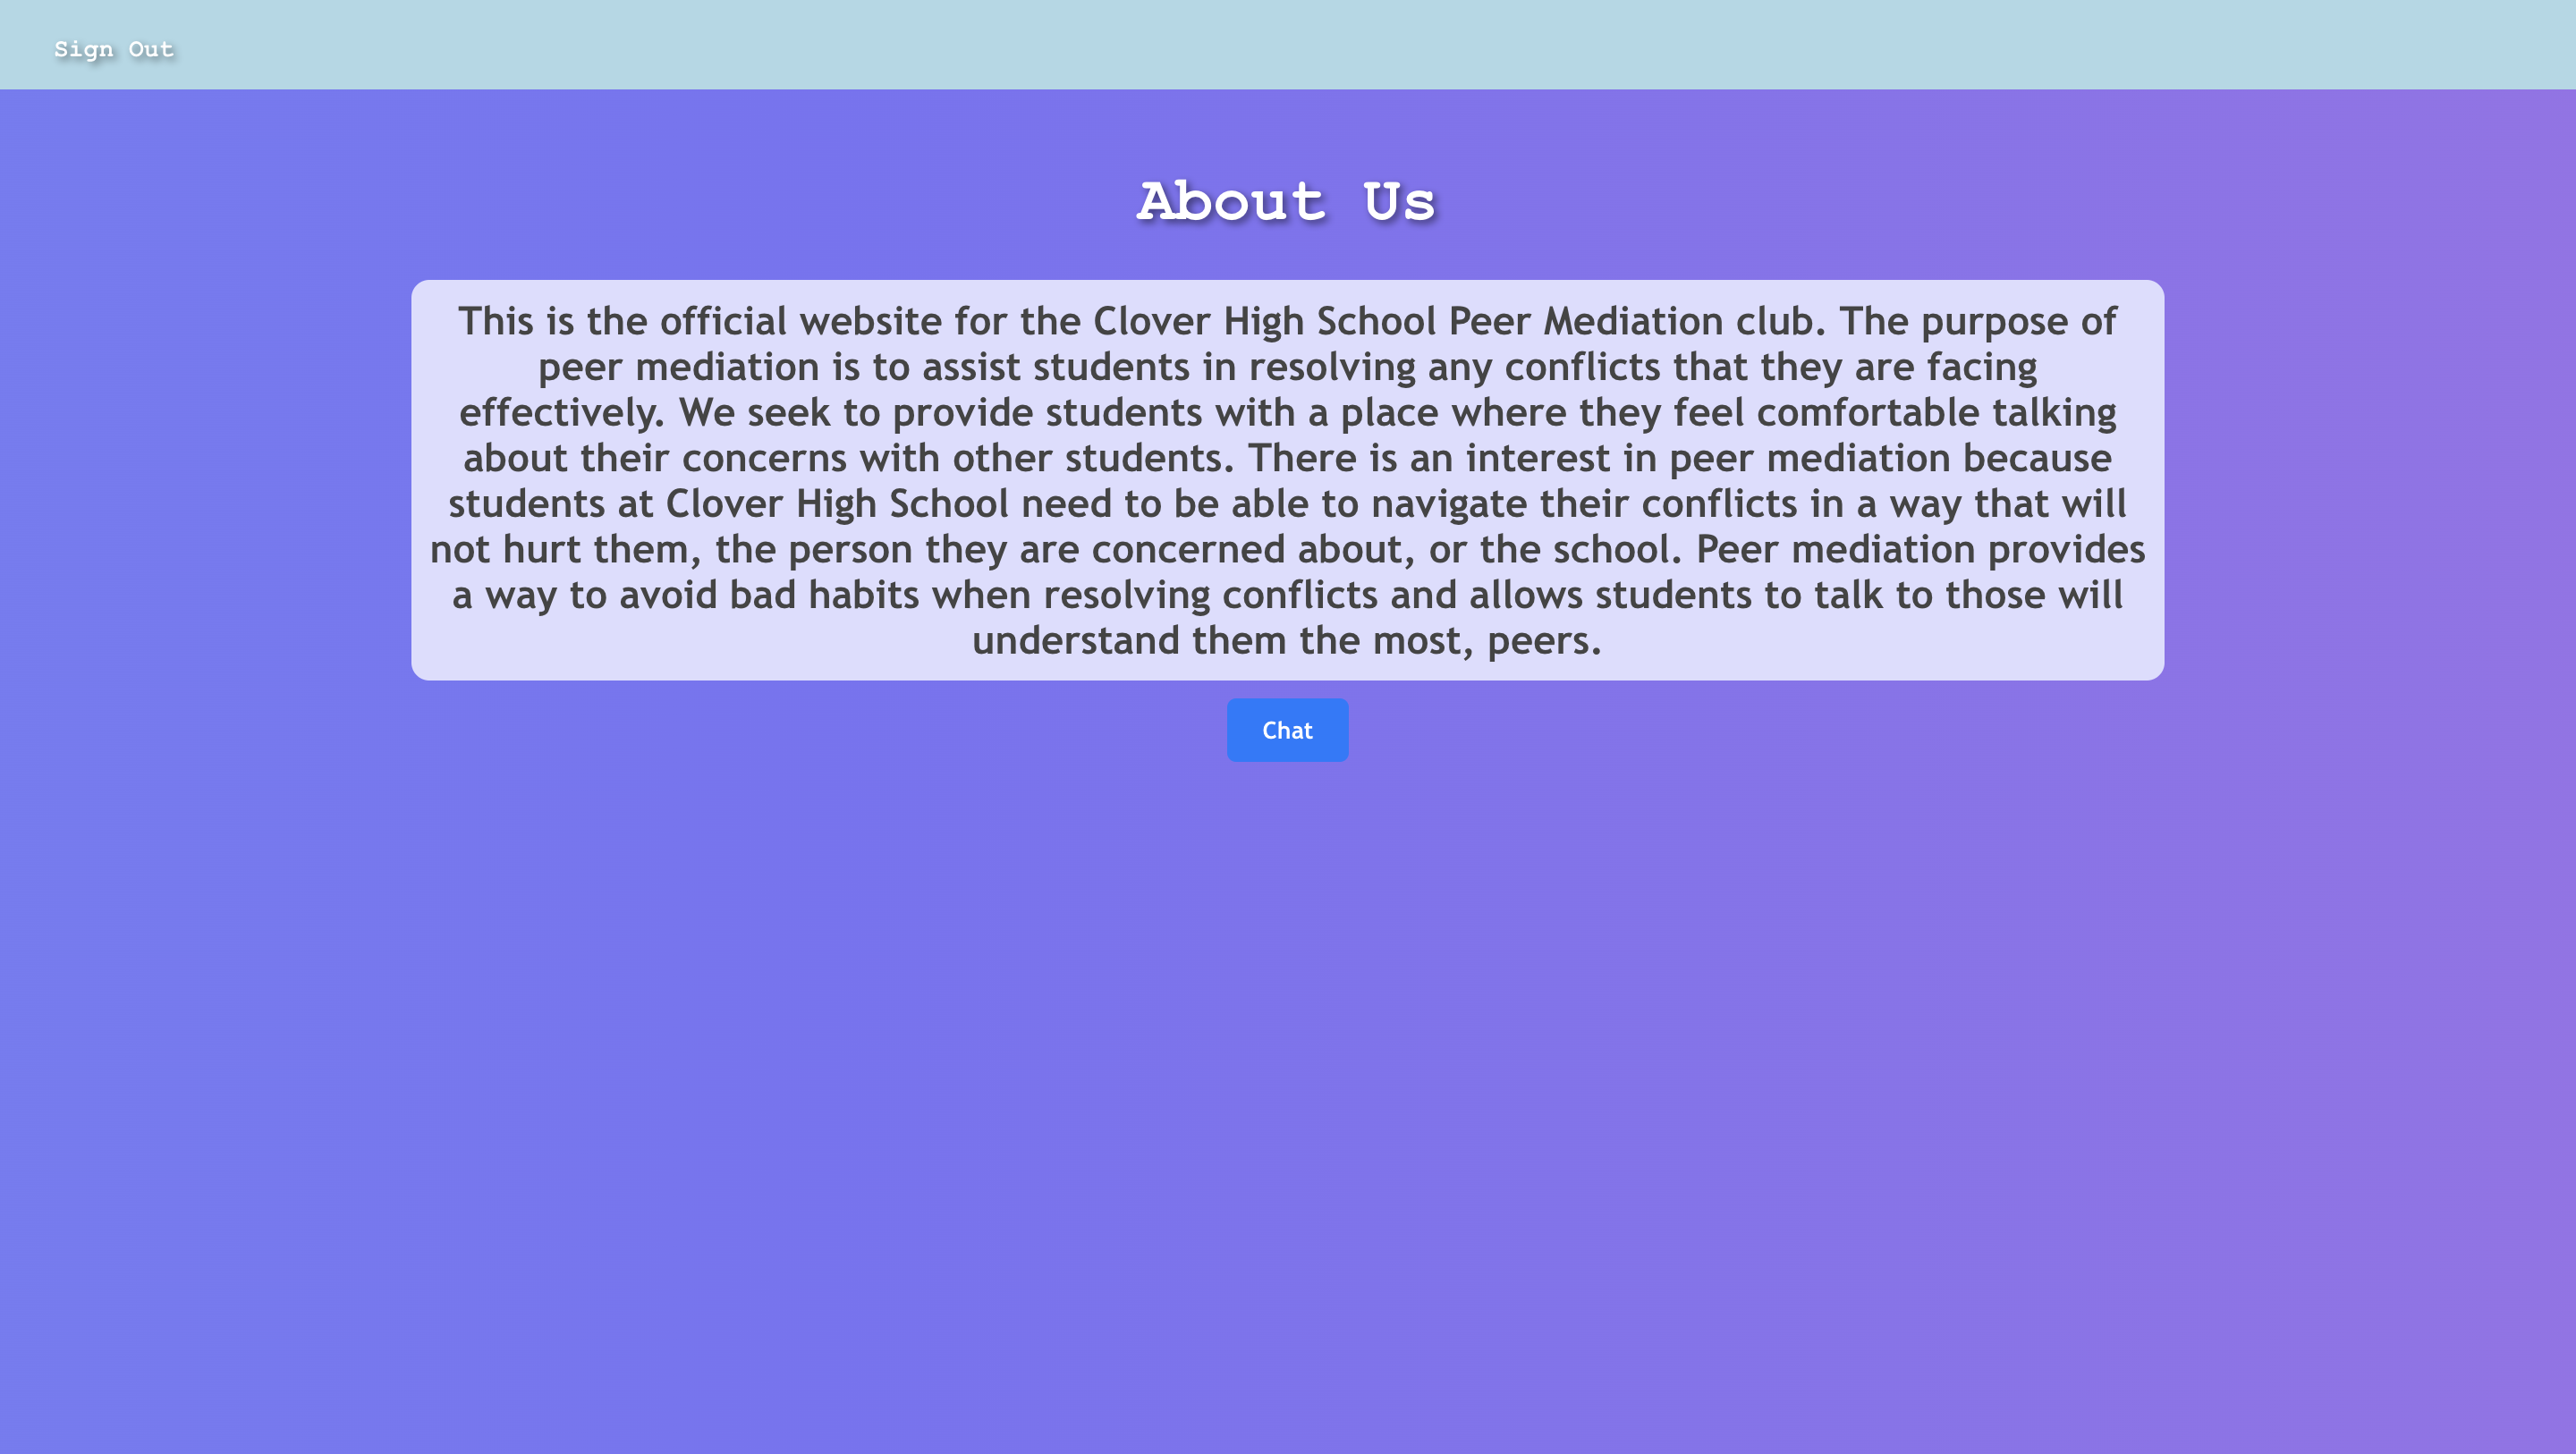 Sign Out
About Us
This is the official website for the Clover High School Peer Mediation club. The purpose of
peer mediation is to assist students in resolving any conflicts that they are facing
effectively. We seek to provide students with a place where they feel comfortable talking
about their concerns with other students. There is an interest in peer mediation because
students at Clover High School need to be able to navigate their conflicts in a way that will
not hurt them, the person they are concerned about, or the school. Peer mediation provides
a way to avoid bad habits when resolving conflicts and allows students to talk to those will
understand them the most, peers.
Chat